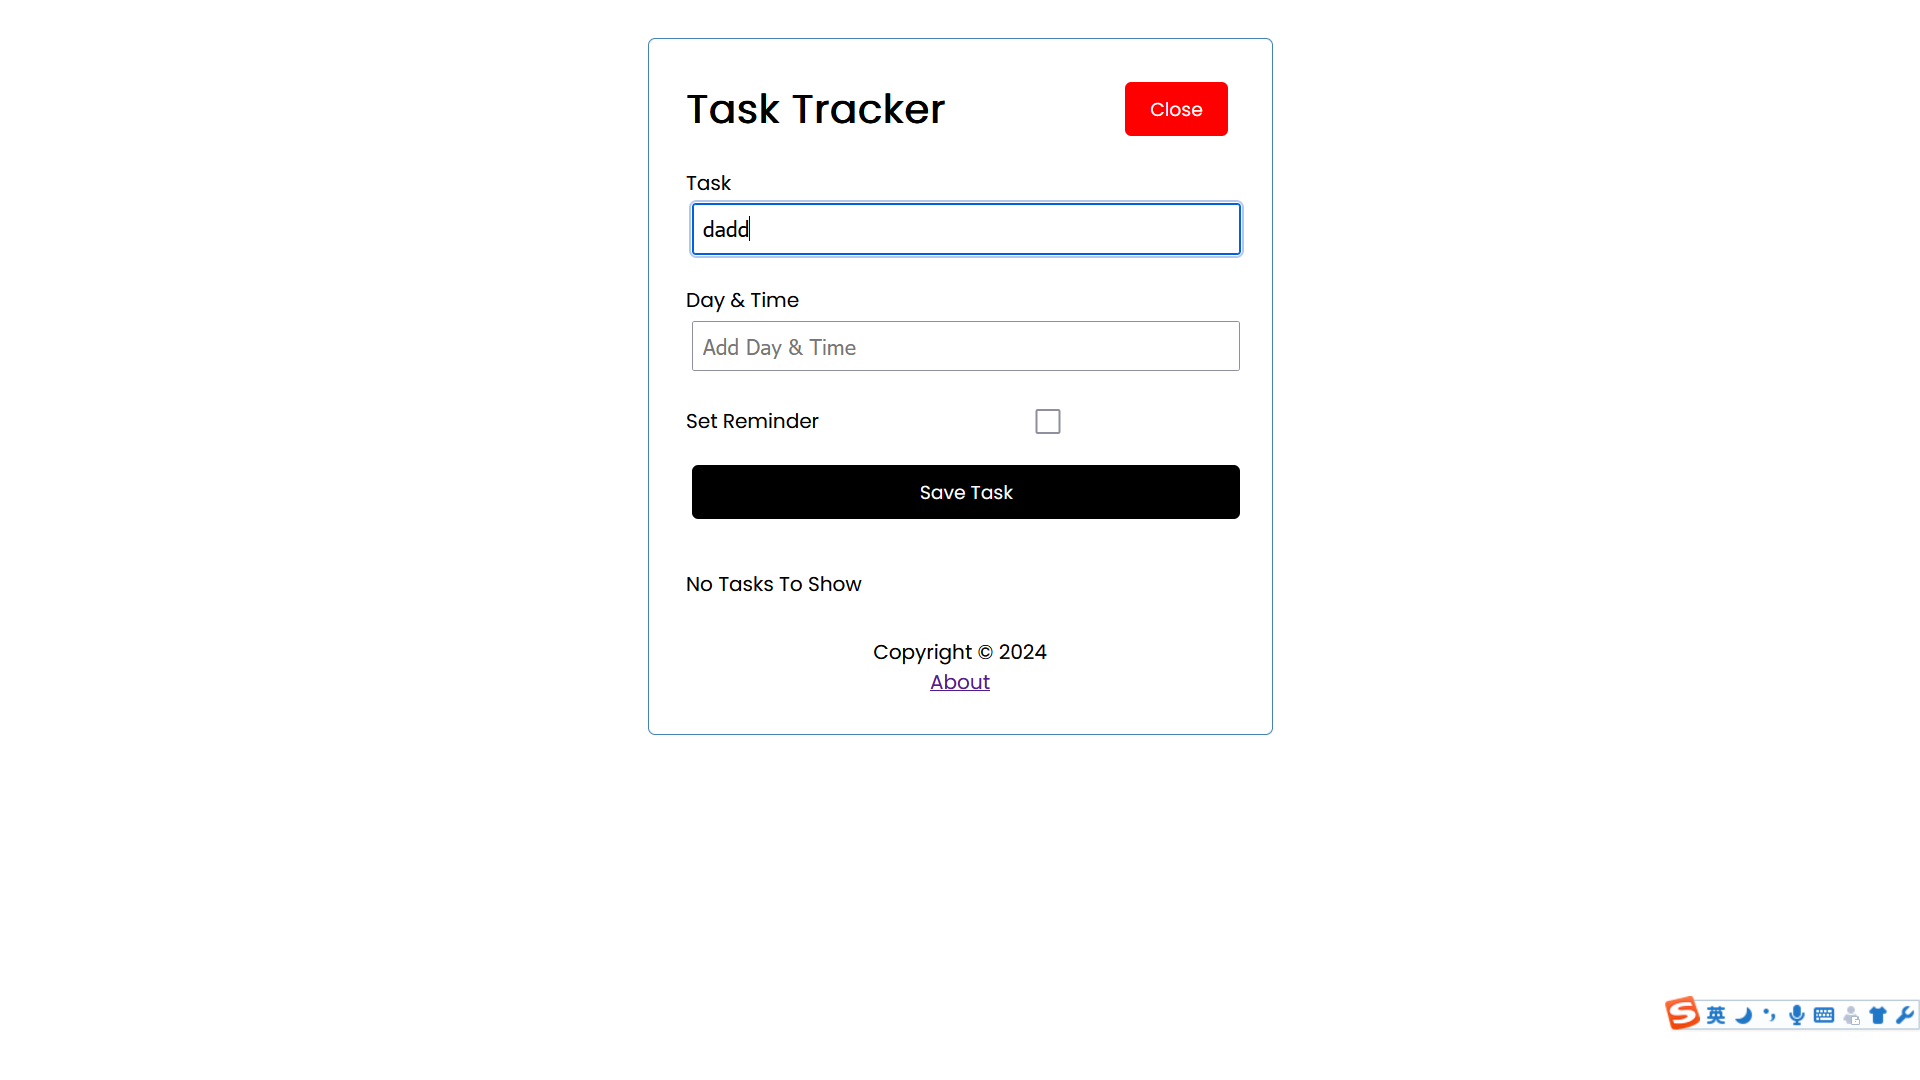 Task Tracker
Close
Task
dadd
Day & Time
Add Day & Time
Set Reminder
Save Task
No Tasks To Show
Copyright © 2024
About
S 英